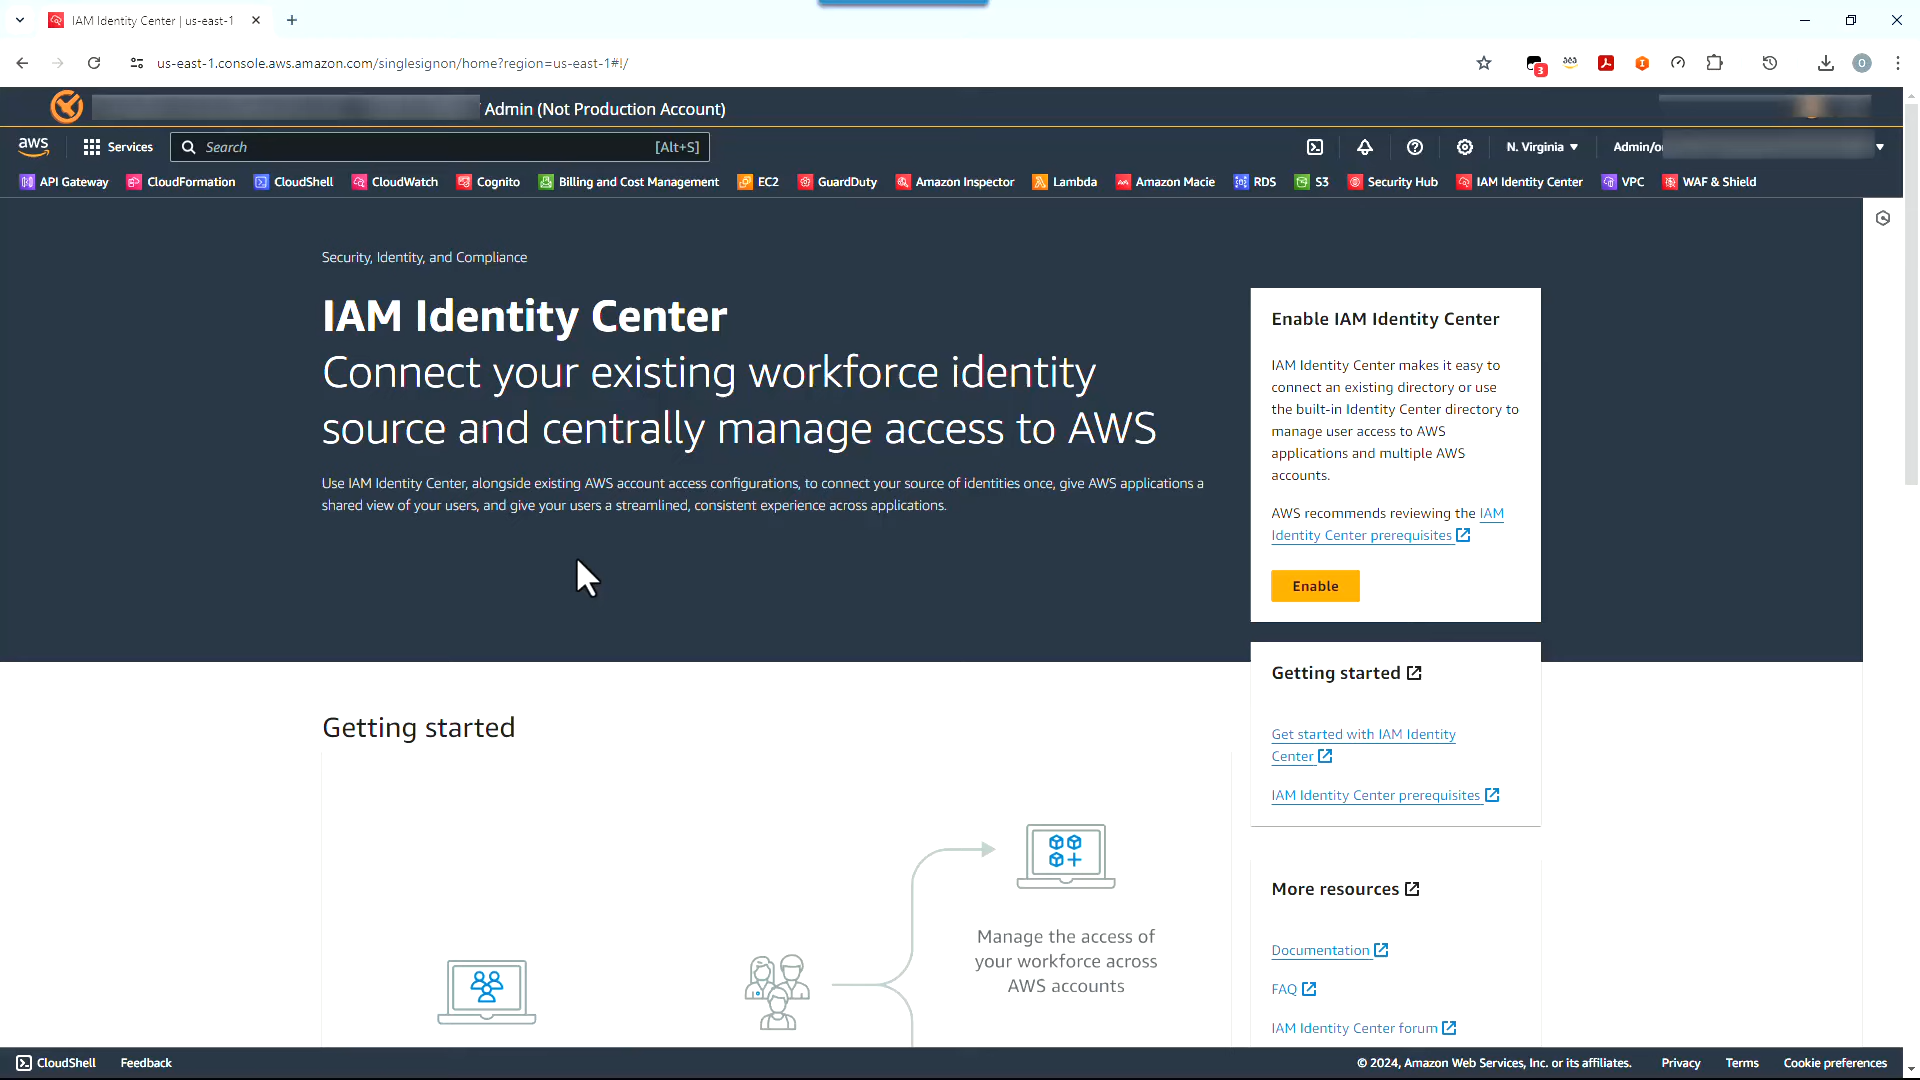 IAM Identity Center | us-east-1
us-east-1.console.aws.amazon.com/singlesignon/home?region=us-east-1#!/
3
aea
O
Admin (Not Production Account)
aws
Services
Search
[Alt+S]
N. Virginia
Admin/o
API Gateway
CloudFormation
CloudShell
CloudWatch
Cognito
Billing and Cost Management
EC2
GuardDuty
Amazon Inspector
Lambda
Amazon Macie
RDS
S3
Security Hub
IAM Identity Center
VPC
WAF & Shield
Security, Identity, and Compliance
IAM Identity Center
Connect your existing workforce identity
source and centrally manage access to AWS
Use IAM Identity Center, alongside existing AWS account access configurations, to connect your source of identities once, give AWS applications a
shared view of your users, and give your users a streamlined, consistent experience across applications.
Enable IAM Identity Center
IAM Identity Center makes it easy to
connect an existing directory or use
the built-in Identity Center directory to
manage user access to AWS
applications and multiple AWS
accounts.
AWS recommends reviewing the IAM
Identity Center prerequisites
Enable
Getting started
Get started with IAM Identity
Center
IAM Identity Center prerequisites
Getting started
Manage the access of
your workforce across
AWS accounts
More resources
Documentation
FAQ
IAM Identity Center forum
CloudShell
Feedback
© 2024, Amazon Web Services, Inc. or its affiliates.
Privacy
Terms
Cookie preferences